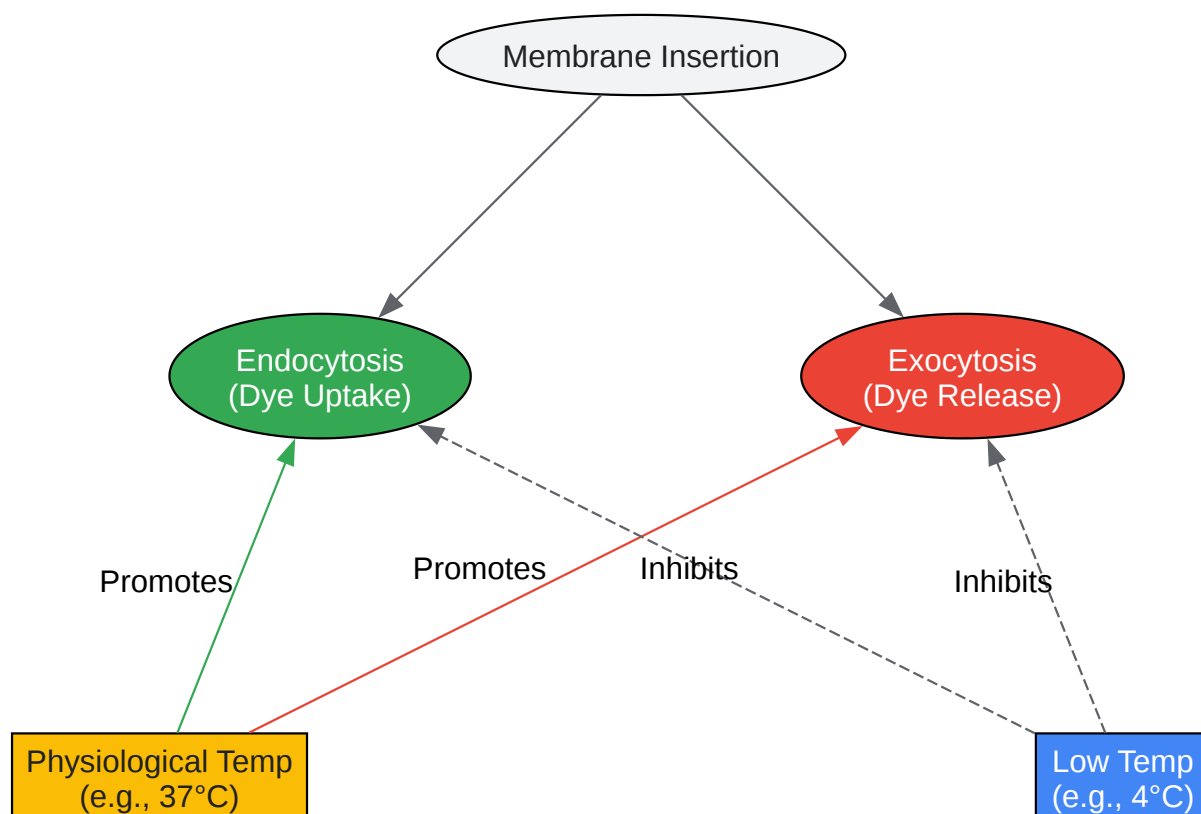 Membrane Insertion
Endocytosis
(Dye Uptake)
Exocytosis
(Dye Release)
Promotes
Promotes
Inhibits
Inhibits
Physiological Temp
(e.g., 37°C)
Low Temp
(e.g., 4°C)